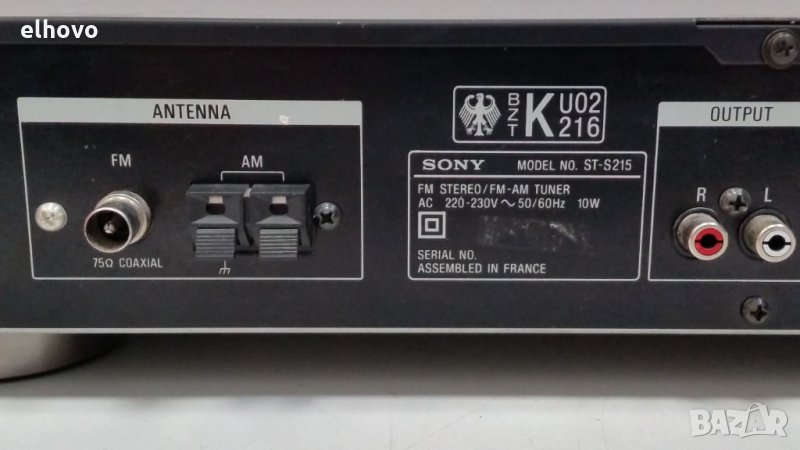 elhovo
ANTENNA
FM
AM
75Ω COAXIAL
BZT K U02 216
SONY MODEL NO. ST-S215
FM STEREO/FM-AM TUNER
AC 220-230V ~ 50/60Hz 10W
SERIAL NO.
ASSEMBLED IN FRANCE
OUTPUT
R L
BAZAR